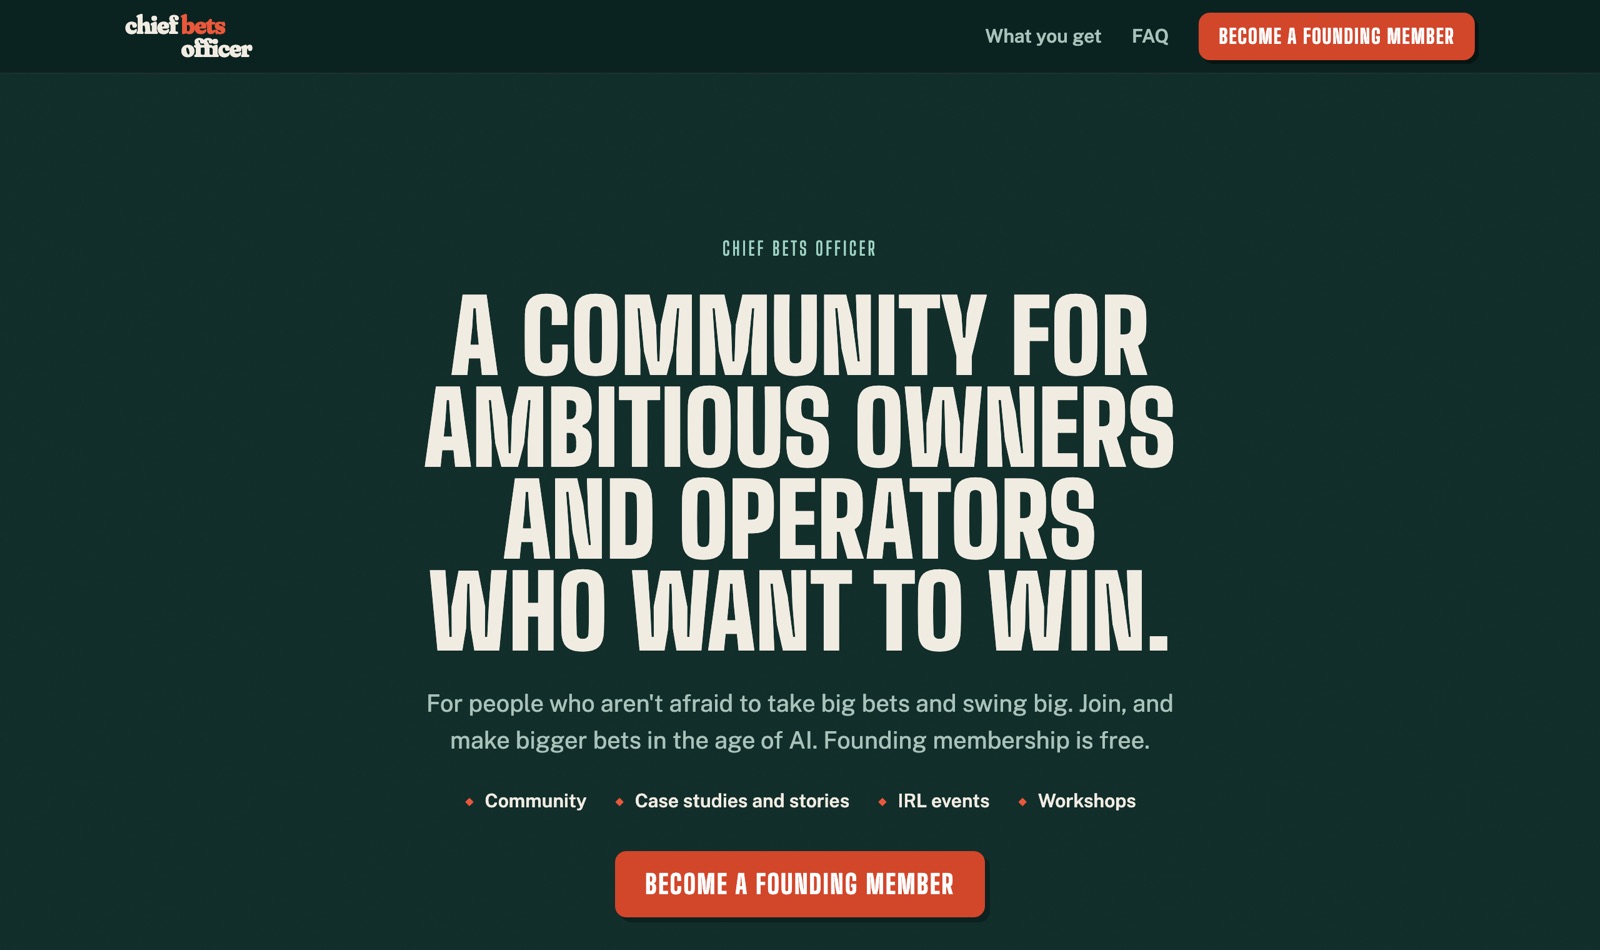 chief bets
officer
What you get
FAQ
BECOME A FOUNDING MEMBER
CHIEF BETS OFFICER
A COMMUNITY FOR
AMBITIOUS OWNERS
AND OPERATORS
WHO WANT TO WIN.
For people who aren't afraid to take big bets and swing big. Join, and
make bigger bets in the age of AI. Founding membership is free.
Community
Case studies and stories
IRL events
Workshops
BECOME A FOUNDING MEMBER